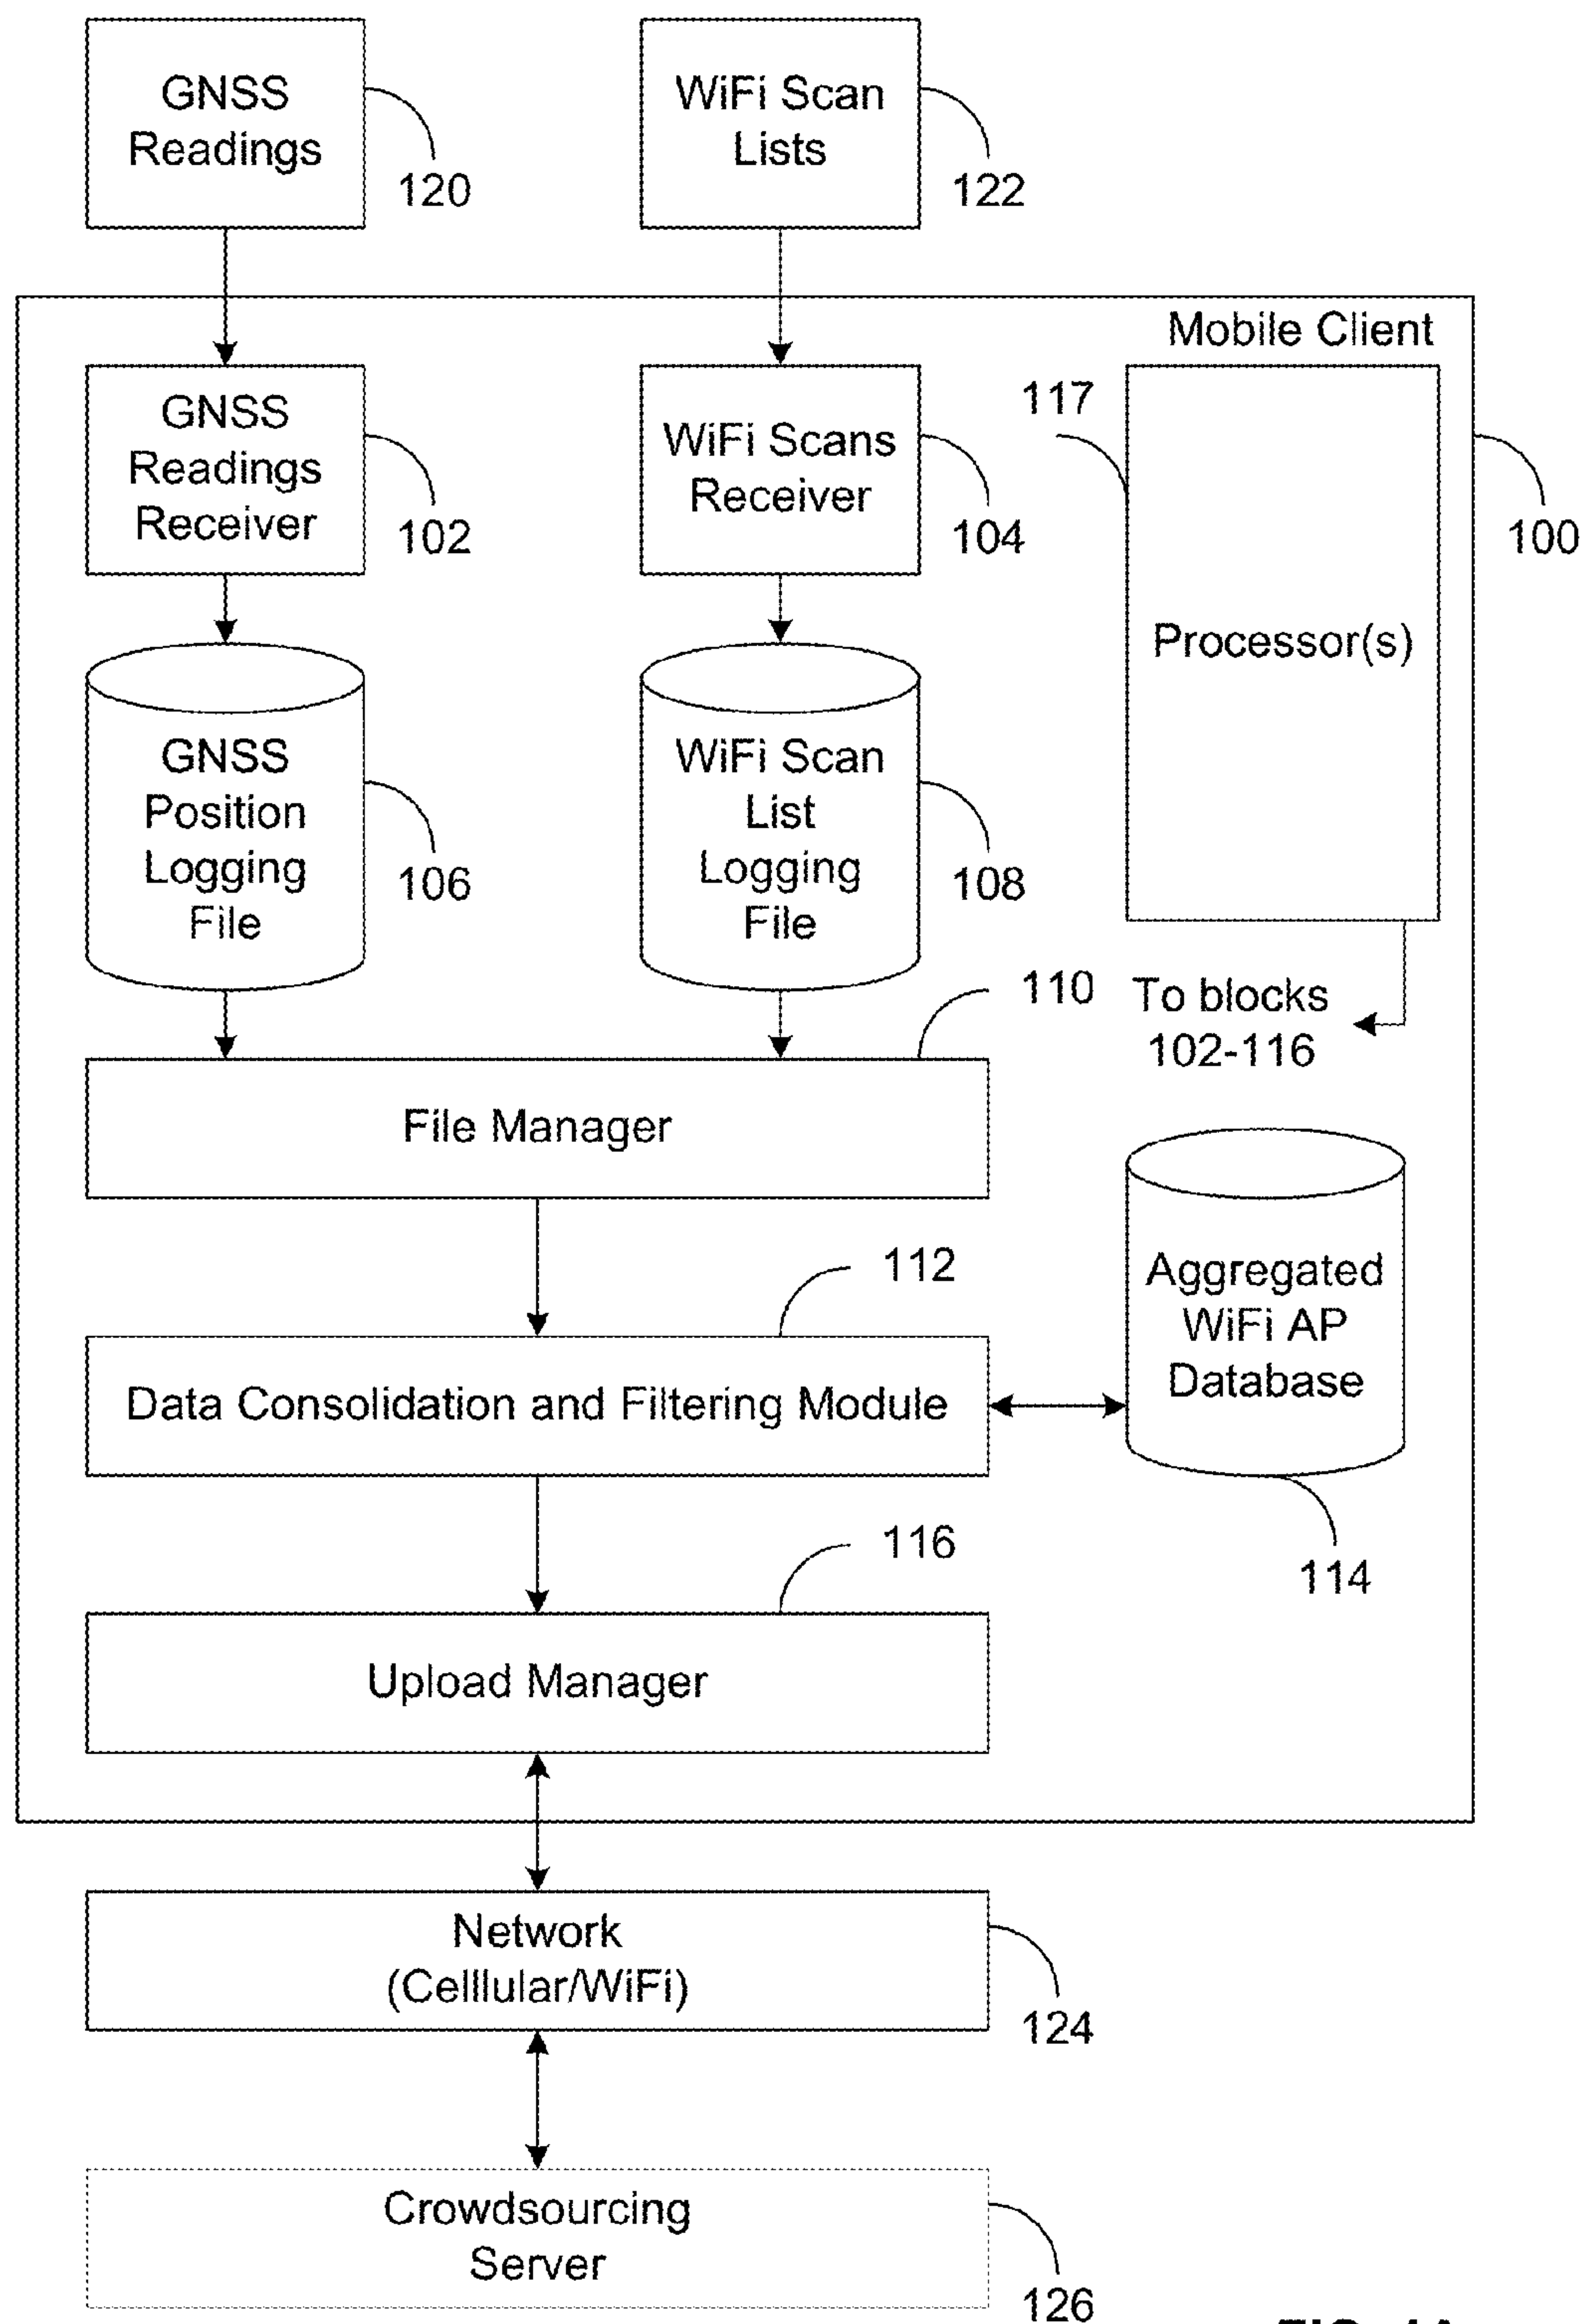 GNSS
Readings
120
WiFi Scan
Lists
122
Mobile Client
GNSS
Readings
Receiver
102
WiFi Scans
Receiver
104
117
Processor(s)
100
GNSS
Position
Logging
File
106
WiFi Scan
List
Logging
File
108
To blocks
102-116
110
File Manager
112
Data Consolidation and Filtering Module
Aggregated
WiFi AP
Database
114
116
Upload Manager
Network
(Celllular/WiFi)
124
Crowdsourcing
Server
126